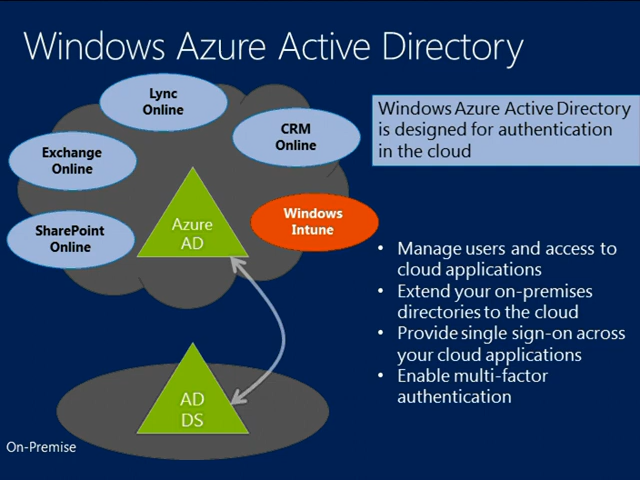 Windows Azure Active Directory
Lync
Online
CRM
Online
Exchange
Online
SharePoint
Online
Windows
Intune
Azure
AD
AD
DS
On-Premise
Windows Azure Active Directory
is designed for authentication
in the cloud
• Manage users and access to
cloud applications
• Extend your on-premises
directories to the cloud
• Provide single sign-on across
your cloud applications
• Enable multi-factor
authentication